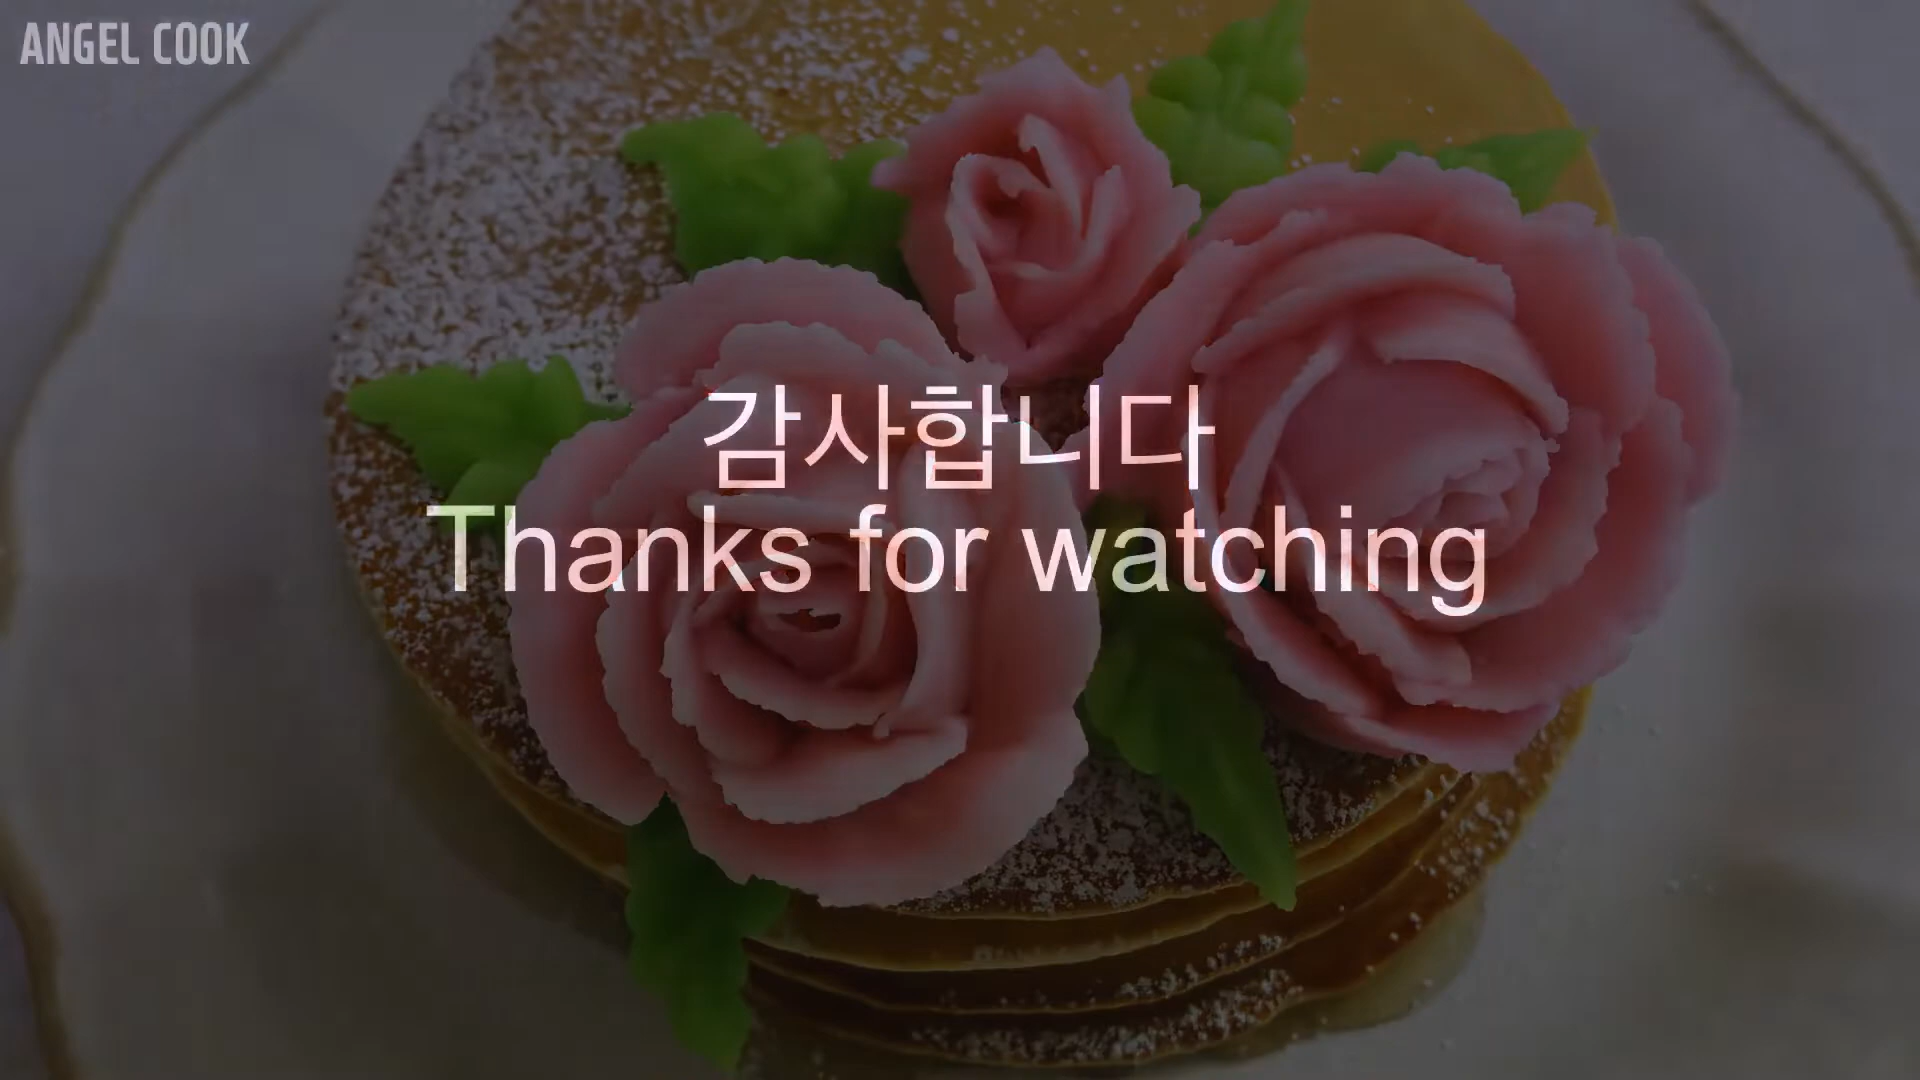 ANGEL COOK
감사합니다
Thanks for watching